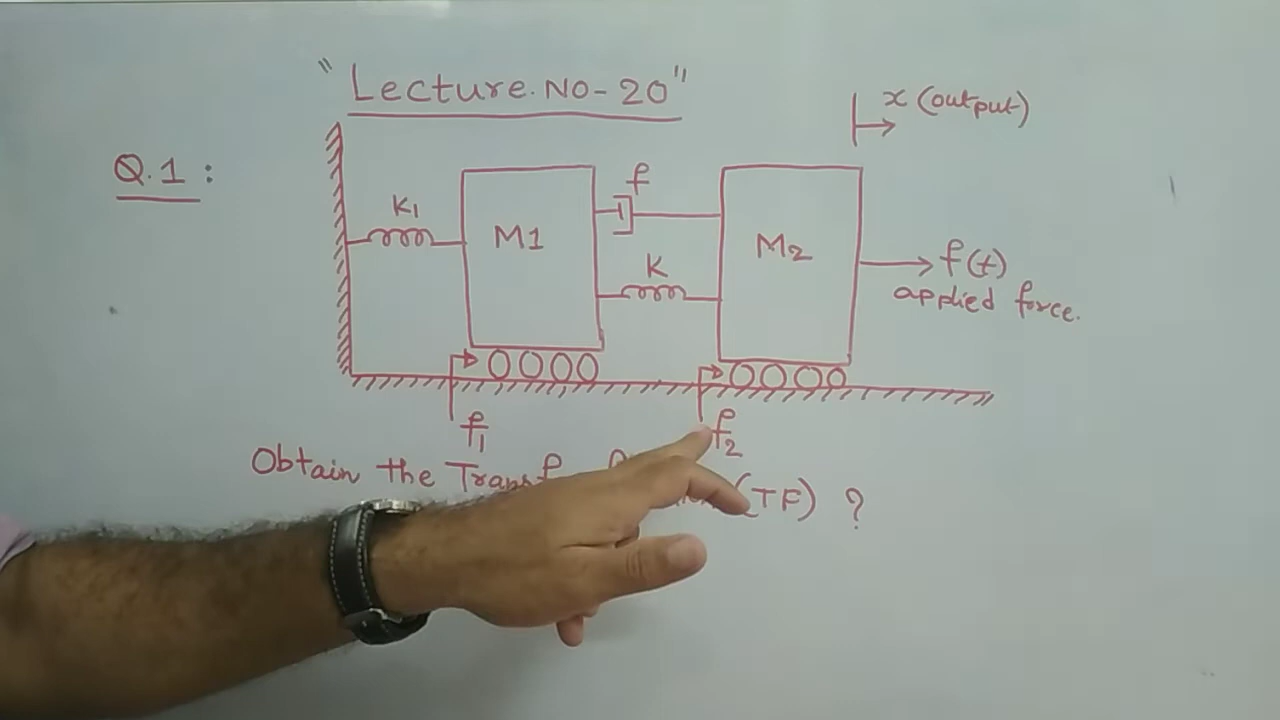 "Lecture.No-20"
x (output)
Q.1 :
f
K1
M1
M2
K
f(t)
applied force.
f1
f2
Obtain the (TF) ?